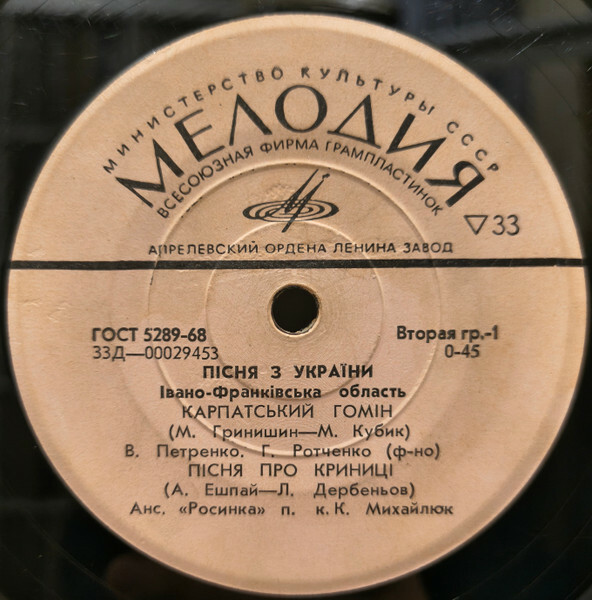 МИНИСТЕРСТВО КУЛЬТУРЫ СССР
МЕЛОДИЯ
ВСЕСОЮЗНАЯ ФИРМА ГРАМПЛАСТИНОК
▽33
АПРЕЛЕВСКИЙ ОРДЕНА ЛЕНИНА ЗАВОД
ГОСТ 5289-68 Вторая гр.-1
33Д—00029453 0-45
ПІСНЯ З УКРАЇНИ
Івано-Франківська область
КАРПАТСЬКИЙ ГОМІН
(М. Гринишин—М. Кубик)
В. Петренко. Г. Ротченко (ф-но)
ПІСНЯ ПРО КРИНИЦІ
(А. Ешпай—Л. Дербеньов)
Анс. „Росинка" п. к. К. Михайлюк